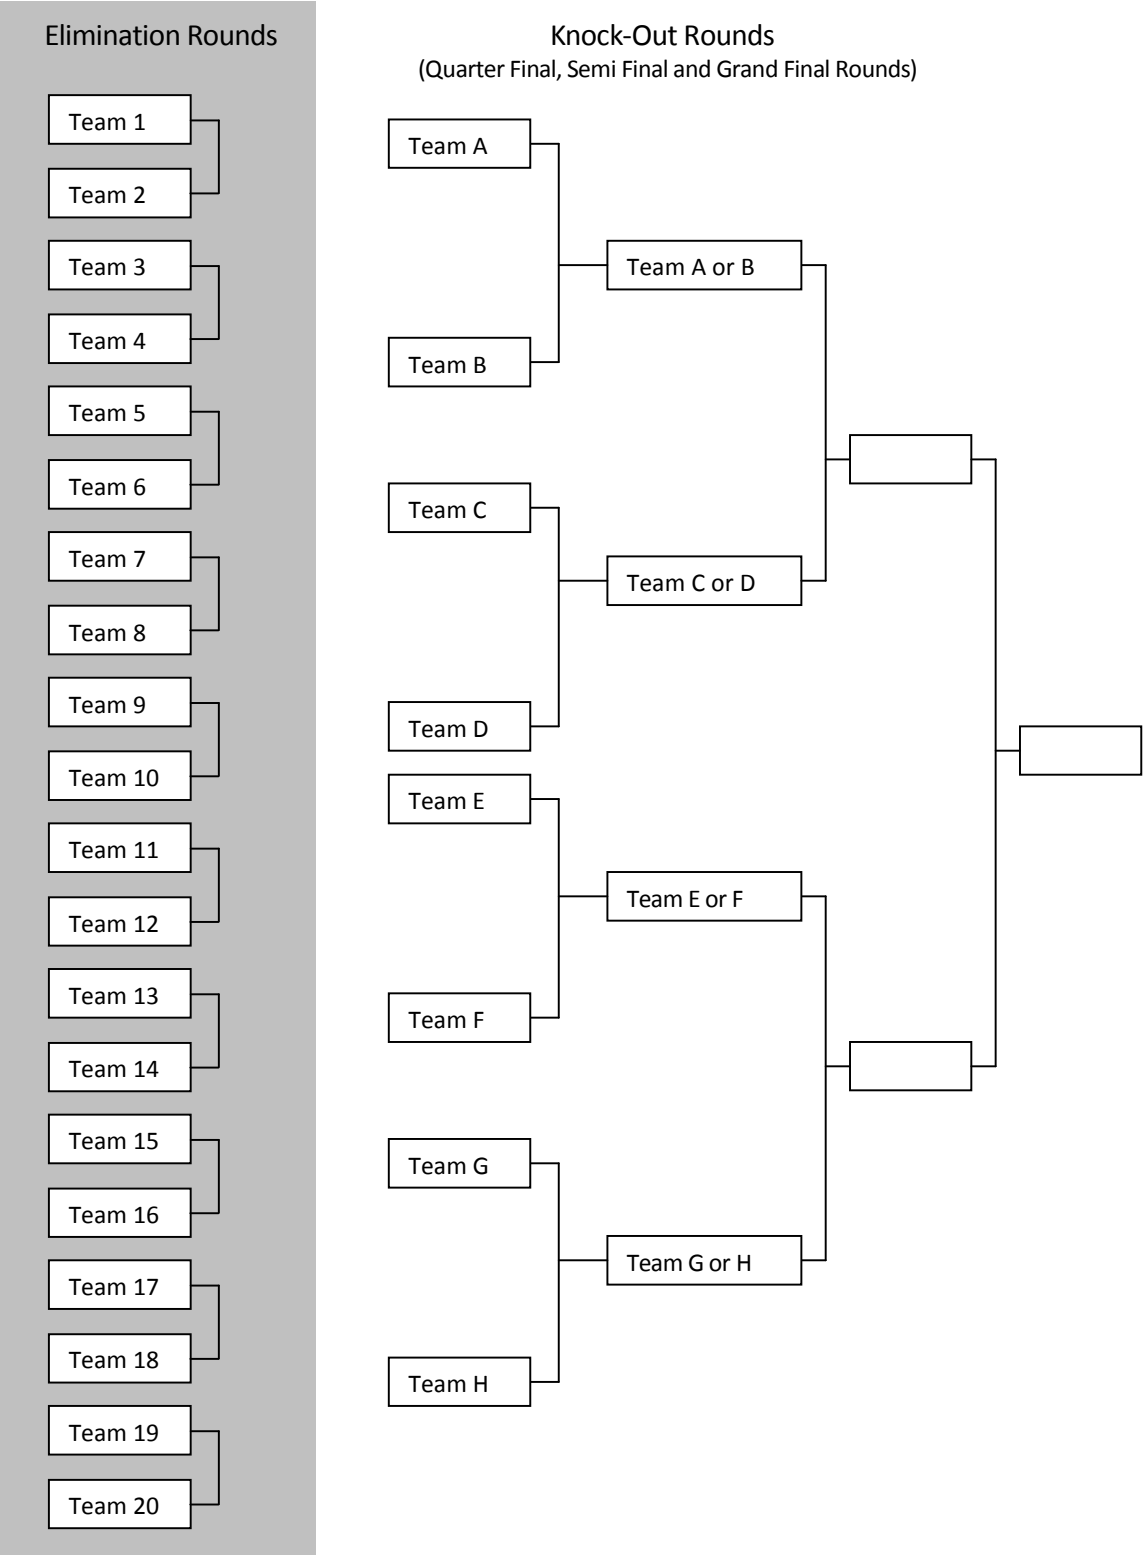 Elimination Rounds
Team 1
Team 2
Team 3
Team 4
Team 5
Team 6
Team 7
Team 8
Team 9
Team 10
Team 11
Team 12
Team 13
Team 14
Team 15
Team 16
Team 17
Team 18
Team 19
Team 20
Knock-Out Rounds
(Quarter Final, Semi Final and Grand Final Rounds)
Team A
Team B
Team C
Team D
Team E
Team F
Team G
Team H
Team A or B
Team C or D
Team E or F
Team G or H